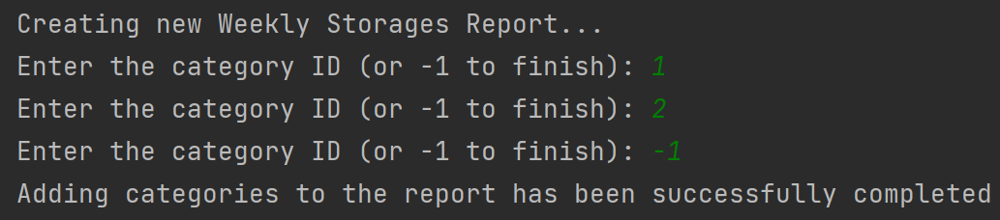 Creating new Weekly Storages Report...
Enter the category ID (or -1 to finish): 1
Enter the category ID (or -1 to finish): 2
Enter the category ID (or -1 to finish): -1
Adding categories to the report has been successfully completed